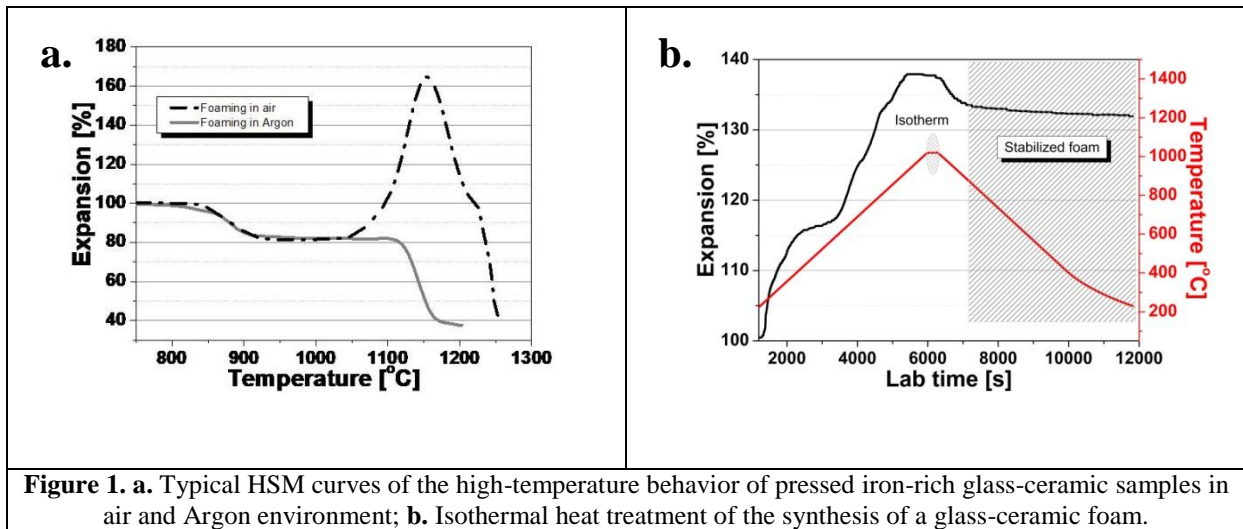 a.
180
160
140
120
100
80
60
40
Expansion [%]
Foaming in air
Foaming in Argon
800 900 1000 1100 1200 1300
Temperature [°C]
b.
140
130
120
110
100
Expansion [%]
Isotherm
Stabilized foam
1400
1200
1000
800
600
400
200
Temperature [°C]
2000 4000 6000 8000 10000 12000
Lab time [s]
Figure 1. a. Typical HSM curves of the high-temperature behavior of pressed iron-rich glass-ceramic samples in
air and Argon environment; b. Isothermal heat treatment of the synthesis of a glass-ceramic foam.